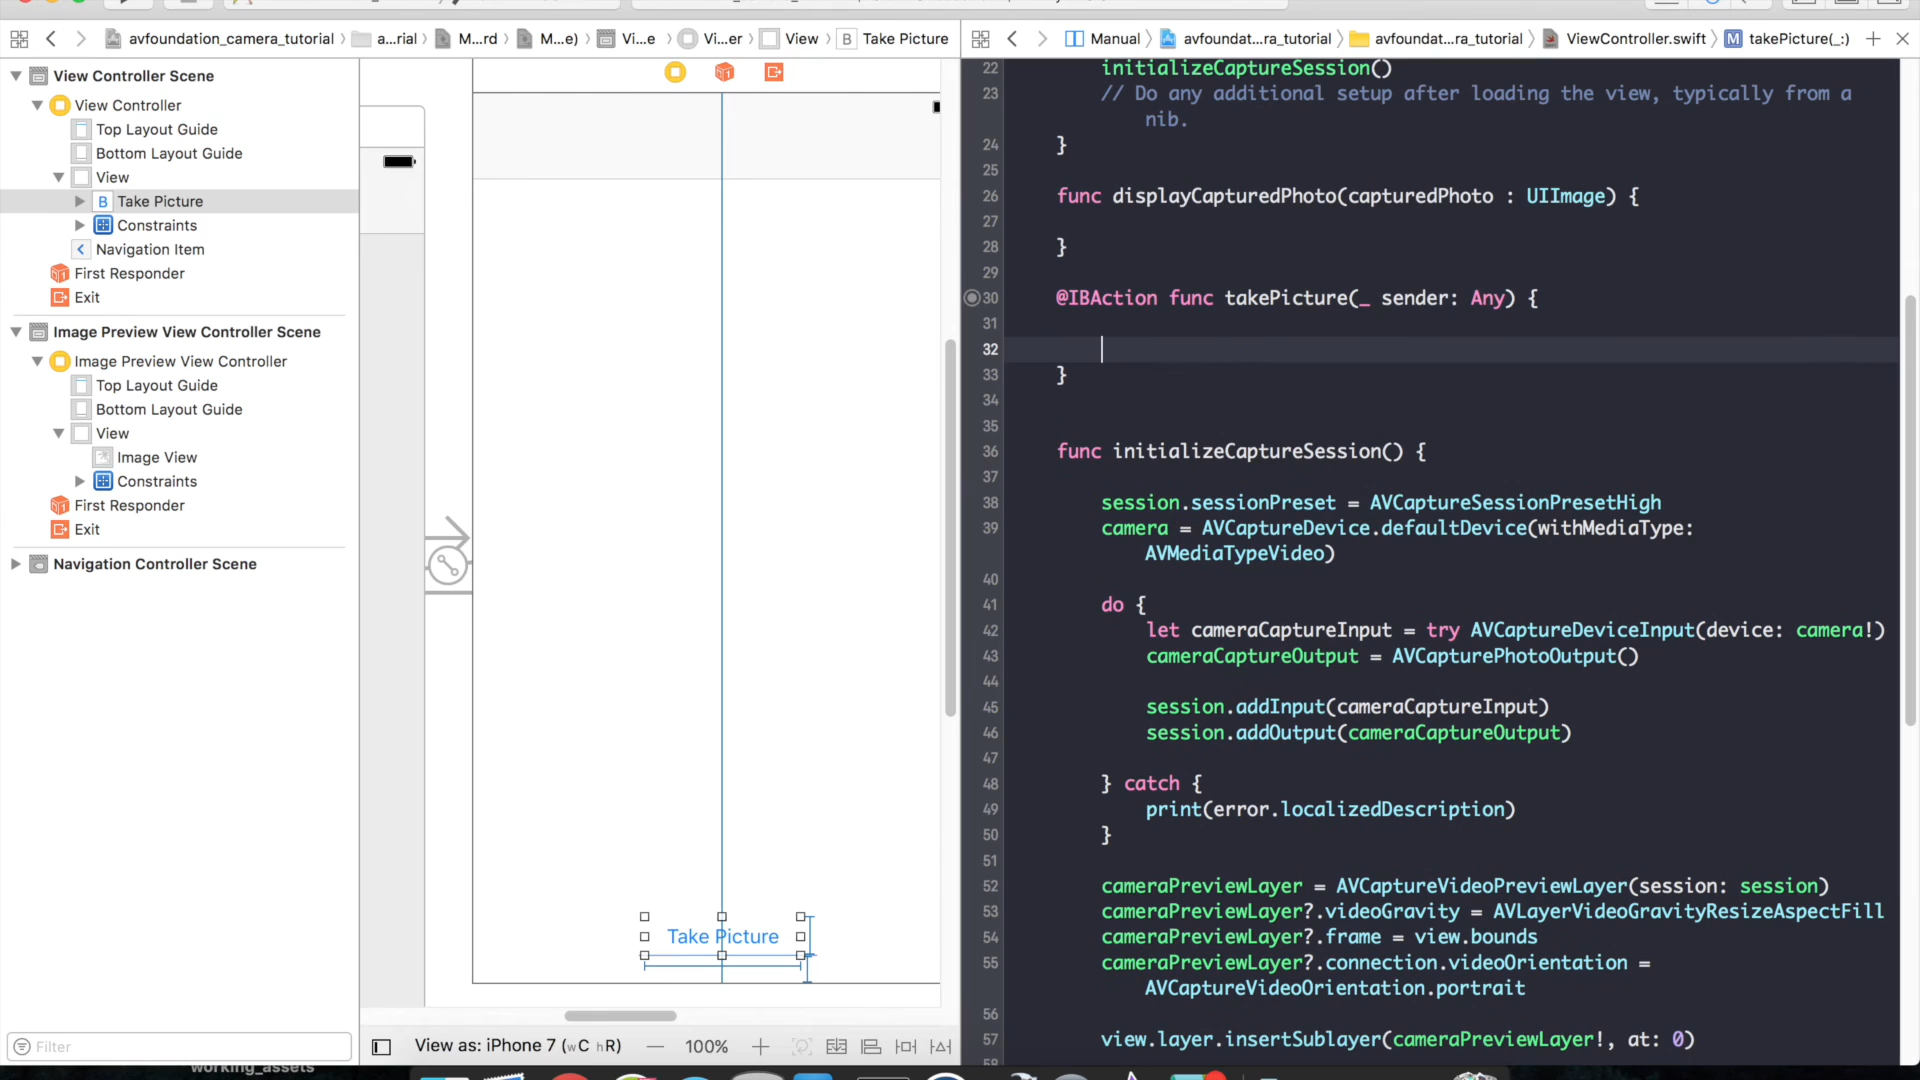 avfoundation_camera_tutorial
a...rial
M...rd
M...e)
Vi...e
Vi...er
View
B
Take Picture
Manual
avfoundat...ra_tutorial
avfoundat...ra_tutorial
ViewController.swift
M
takePicture(_:)
View Controller Scene
View Controller
Top Layout Guide
Bottom Layout Guide
View
B Take Picture
Constraints
Navigation Item
First Responder
Exit
Image Preview View Controller Scene
Image Preview View Controller
Top Layout Guide
Bottom Layout Guide
View
Image View
Constraints
First Responder
Exit
Navigation Controller Scene
Filter
Take Picture
View as: iPhone 7 (wC hR)
100%
22 initializeCaptureSession()
23 // Do any additional setup after loading the view, typically from a
nib.
24 }
25
26 func displayCapturedPhoto(capturedPhoto : UIImage) {
27
28 }
29
30 @IBAction func takePicture(_ sender: Any) {
31
32
33 }
34
35
36 func initializeCaptureSession() {
37
38 session.sessionPreset = AVCaptureSessionPresetHigh
39 camera = AVCaptureDevice.defaultDevice(withMediaType:
AVMediaTypeVideo)
40
41 do {
42 let cameraCaptureInput = try AVCaptureDeviceInput(device: camera!)
43 cameraCaptureOutput = AVCapturePhotoOutput()
44
45 session.addInput(cameraCaptureInput)
46 session.addOutput(cameraCaptureOutput)
47
48 } catch {
49 print(error.localizedDescription)
50 }
51
52 cameraPreviewLayer = AVCaptureVideoPreviewLayer(session: session)
53 cameraPreviewLayer?.videoGravity = AVLayerVideoGravityResizeAspectFill
54 cameraPreviewLayer?.frame = view.bounds
55 cameraPreviewLayer?.connection.videoOrientation =
AVCaptureVideoOrientation.portrait
56
57 view.layer.insertSublayer(cameraPreviewLayer!, at: 0)
58
working_assets